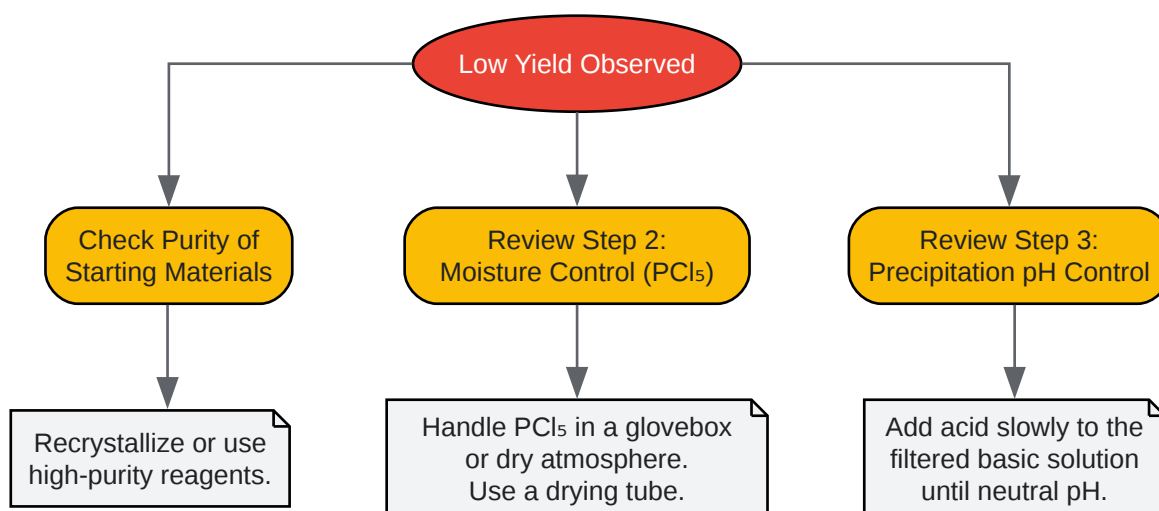 Low Yield Observed
Check Purity of
Starting Materials
Review Step 2:
Moisture Control (PCl₅)
Review Step 3:
Precipitation pH Control
Recrystallize or use
high-purity reagents.
Handle PCl₅ in a glovebox
or dry atmosphere.
Use a drying tube.
Add acid slowly to the
filtered basic solution
until neutral pH.